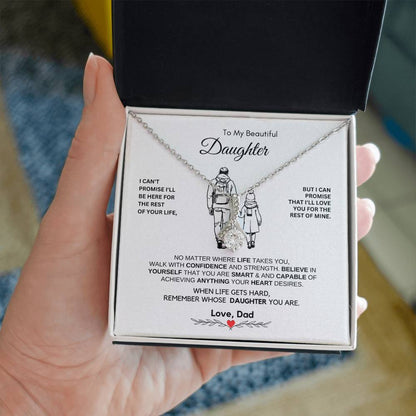 To My Beautiful
Daughter
I CAN'T
PROMISE I'LL
BE HERE FOR
THE REST
OF YOUR LIFE,
BUT I CAN
PROMISE
THAT I'LL LOVE
YOU FOR THE
REST OF MINE.
NO MATTER WHERE LIFE TAKES YOU,
WALK WITH CONFIDENCE AND STRENGTH. BELIEVE IN
YOURSELF THAT YOU ARE SMART & AND CAPABLE OF
ACHIEVING ANYTHING YOUR HEART DESIRES.
WHEN LIFE GETS HARD,
REMEMBER WHOSE DAUGHTER YOU ARE.
Love, Dad